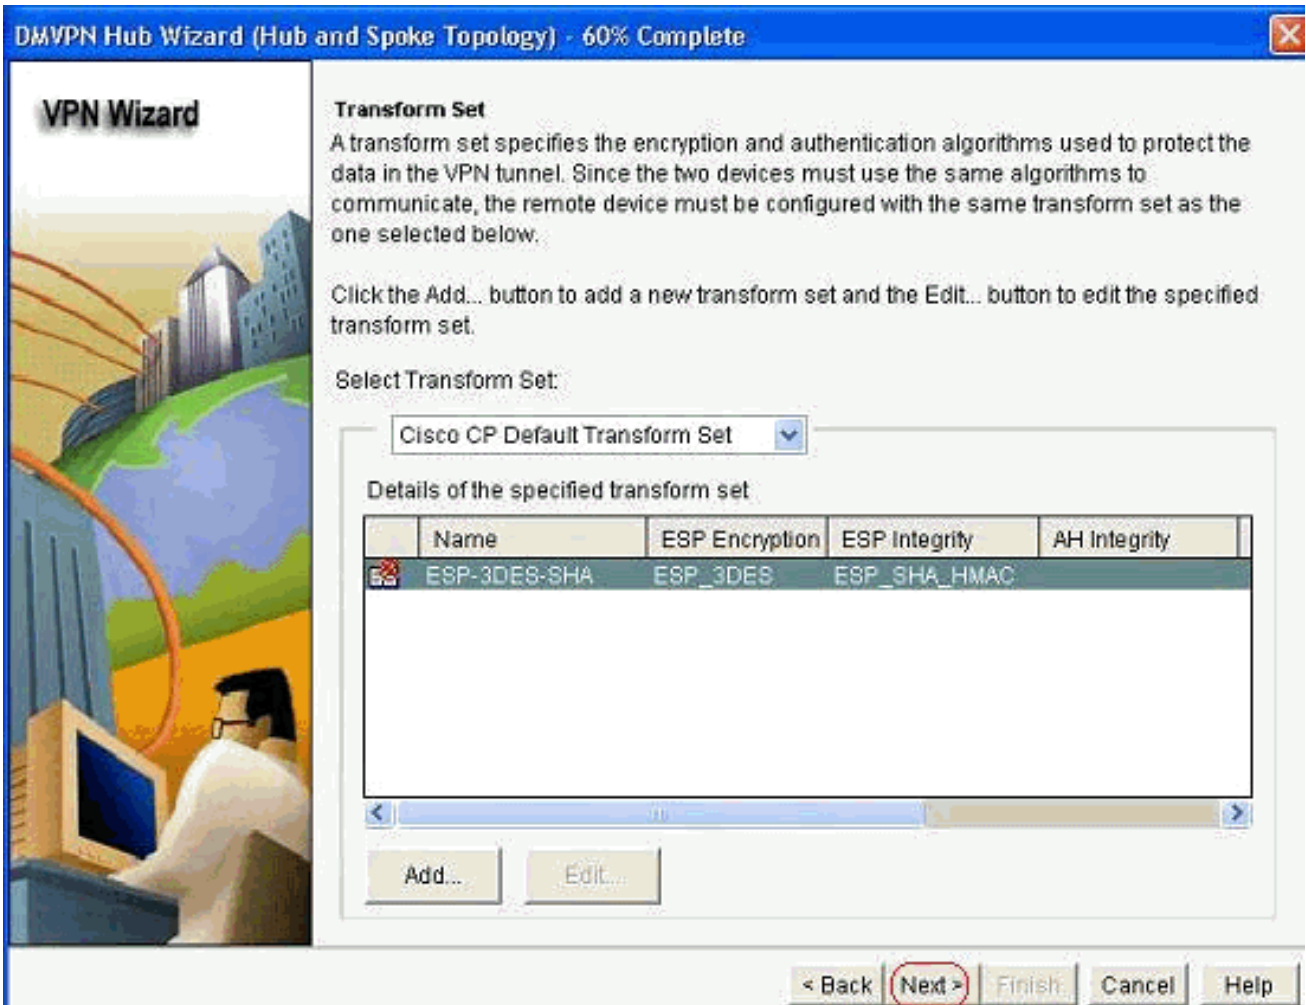 DMVPN Hub Wizard (Hub and Spoke Topology) - 60% Complete
VPN Wizard
Transform Set
A transform set specifies the encryption and authentication algorithms used to protect the
data in the VPN tunnel. Since the two devices must use the same algorithms to
communicate, the remote device must be configured with the same transform set as the
one selected below.
Click the Add... button to add a new transform set and the Edit... button to edit the specified
transform set.
Select Transform Set:
Cisco CP Default Transform Set
Details of the specified transform set
Name ESP Encryption ESP Integrity AH Integrity
ESP-3DES-SHA ESP_3DES ESP_SHA_HMAC
Add... Edit...
< Back Next > Finish Cancel Help